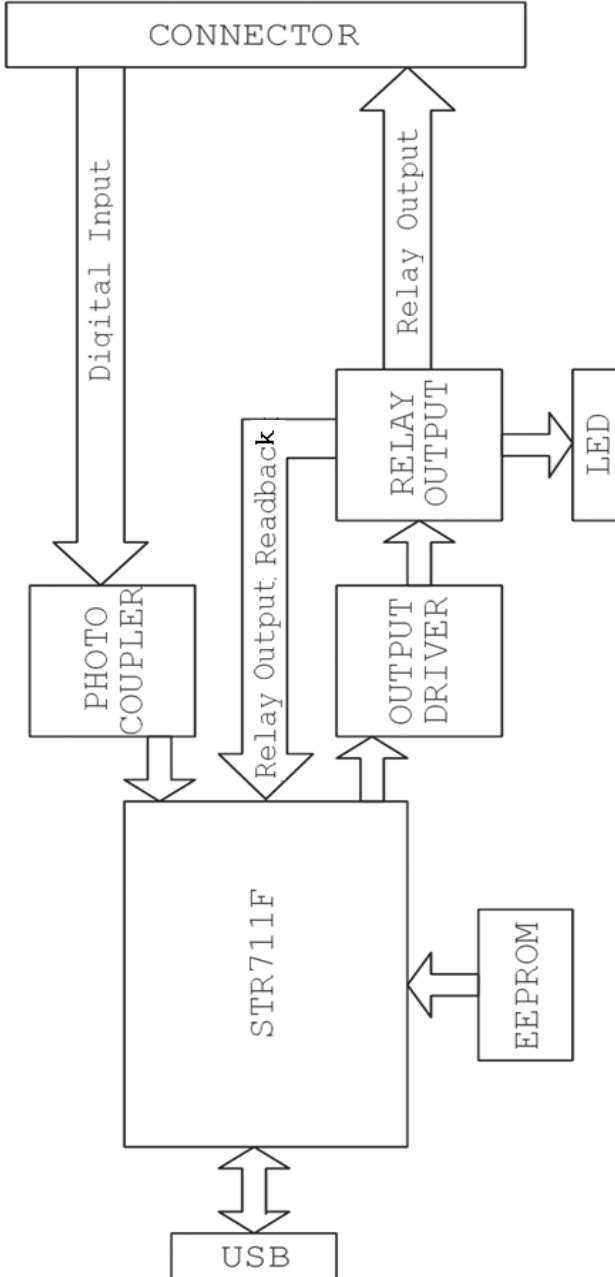 CONNECTOR
Digital Input
Relay Output
RELAY
OUTPUT
LED
Relay Output Readback
PHOTO
COUPLER
OUTPUT
DRIVER
STR711F
EEPROM
USB